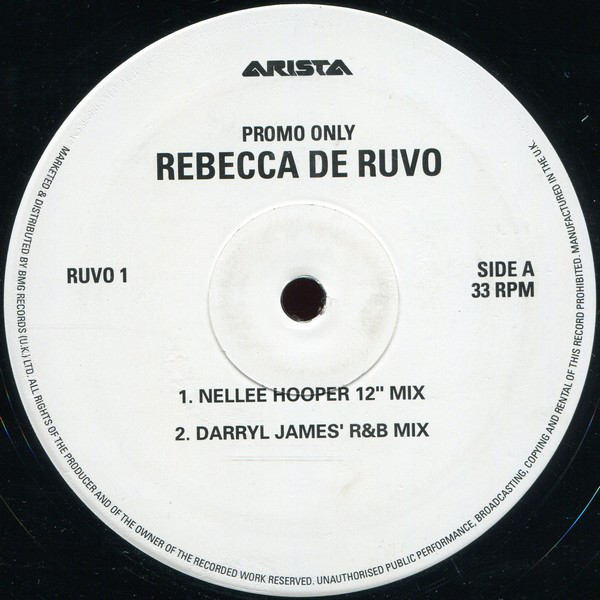 ARISTA
PROMO ONLY
REBECCA DE RUVO
RUVO 1
SIDE A
33 RPM
1. NELLEE HOOPER 12" MIX
2. DARRYL JAMES' R&B MIX
MARKETED & DISTRIBUTED BY BMG RECORDS (U.K.) LTD. ALL RIGHTS OF THE PRODUCER AND OF THE OWNER OF THE RECORDED WORK RESERVED. UNAUTHORISED PUBLIC PERFORMANCE, BROADCASTING, COPYING AND RENTAL OF THIS RECORD PROHIBITED. MANUFACTURED IN THE U.K.